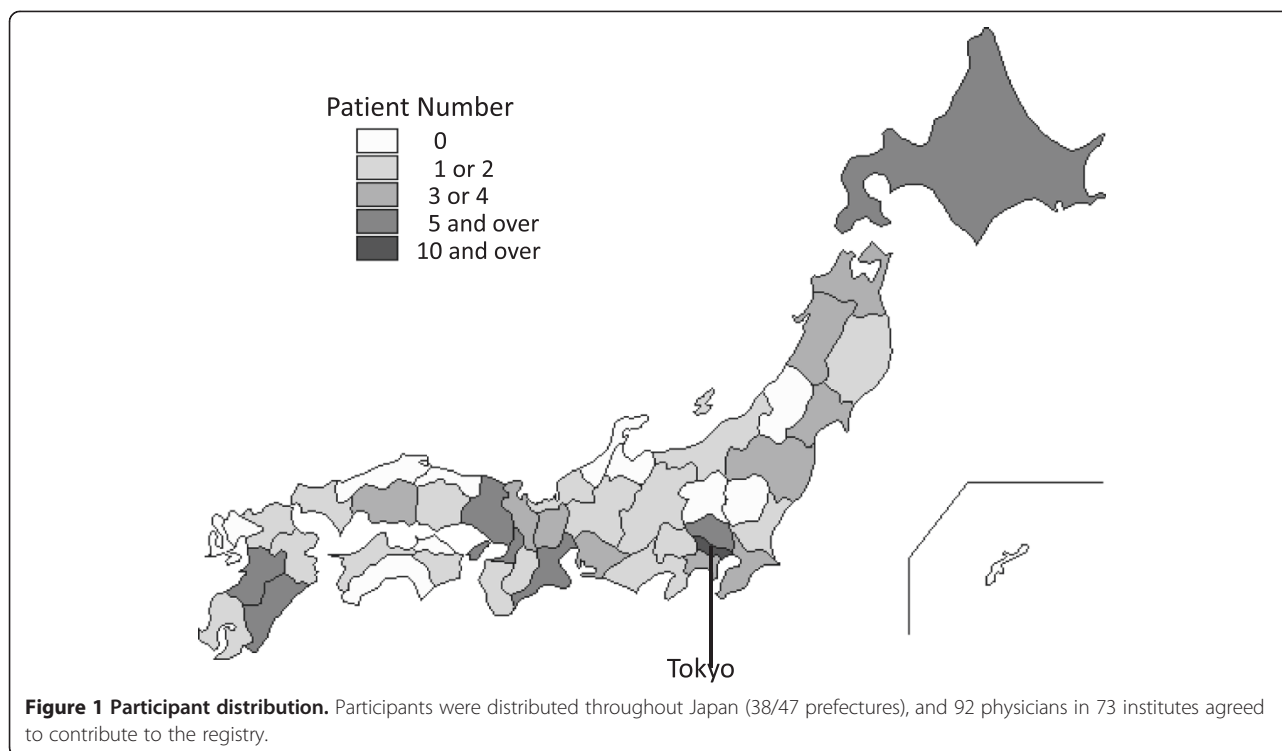 Patient Number
0
1 or 2
3 or 4
5 and over
10 and over
Tokyo
Figure 1 Participant distribution. Participants were distributed throughout Japan (38/47 prefectures), and 92 physicians in 73 institutes agreed
to contribute to the registry.